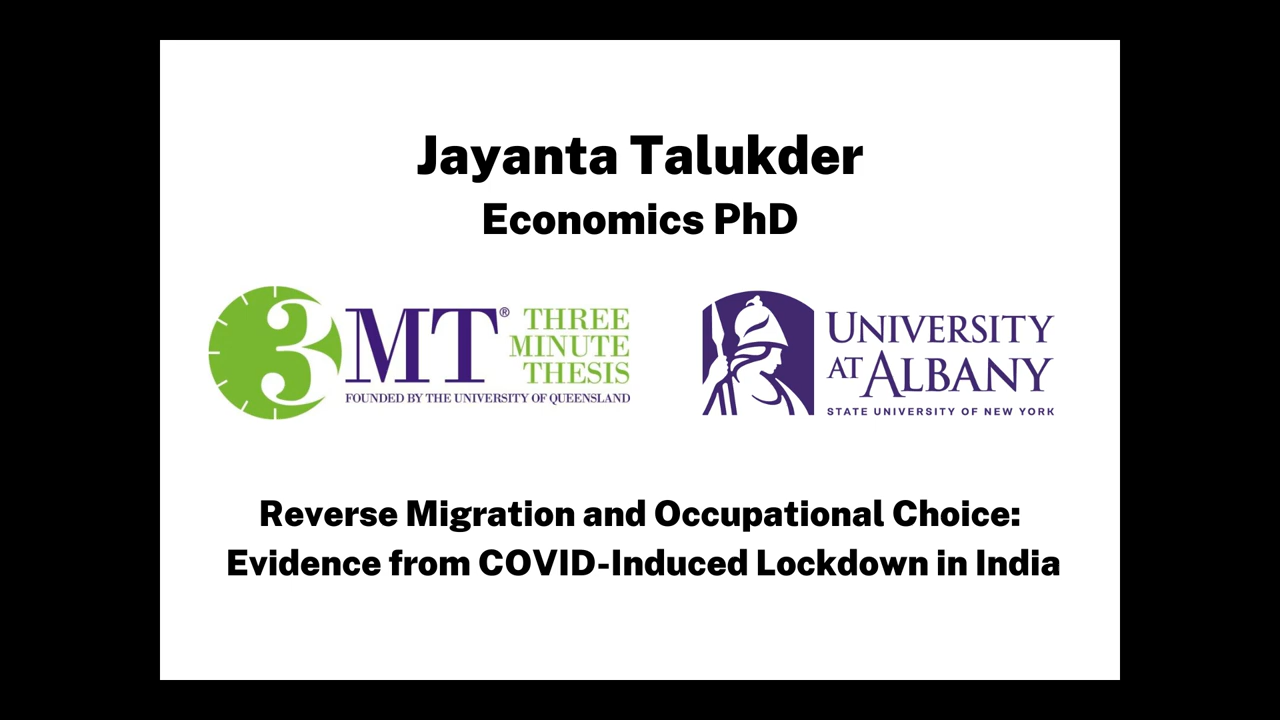 Jayanta Talukder
Economics PhD
3MT® THREE MINUTE THESIS
FOUNDED BY THE UNIVERSITY OF QUEENSLAND
UNIVERSITY
AT ALBANY
STATE UNIVERSITY OF NEW YORK
Reverse Migration and Occupational Choice:
Evidence from COVID-Induced Lockdown in India